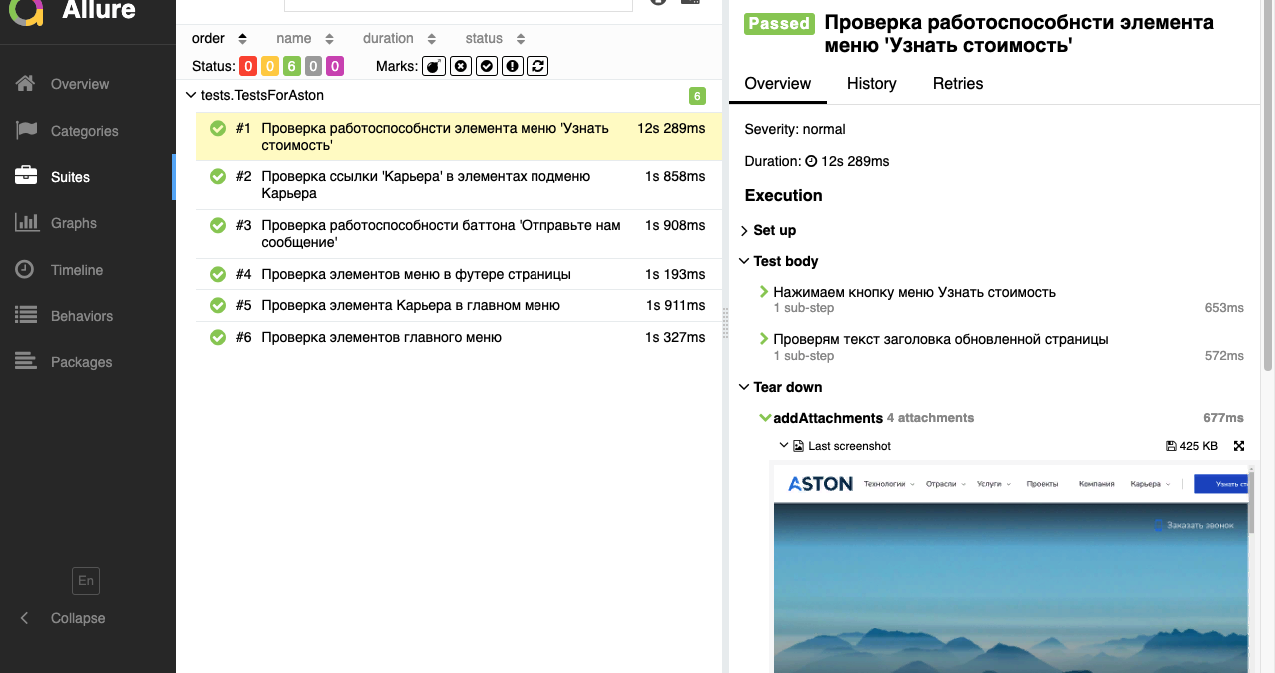 Allure
Overview
Categories
Suites
Graphs
Timeline
Behaviors
Packages
En
Collapse
order name duration status
Status: 0 0 6 0 0 Marks:
tests.TestsForAston 6
#1 Проверка работоспособнсти элемента меню 'Узнать 12s 289ms
стоимость'
#2 Проверка ссылки 'Карьера' в элементах подменю 1s 858ms
Карьера
#3 Проверка работоспособности баттона 'Отправьте нам 1s 908ms
сообщение'
#4 Проверка элементов меню в футере страницы 1s 193ms
#5 Проверка элемента Карьера в главном меню 1s 911ms
#6 Проверка элементов главного меню 1s 327ms
Passed Проверка работоспособнсти элемента
меню 'Узнать стоимость'
Overview History Retries
Severity: normal
Duration: 12s 289ms
Execution
Set up
Test body
Нажимаем кнопку меню Узнать стоимость
1 sub-step 653ms
Проверям текст заголовка обновленной страницы
1 sub-step 572ms
Tear down
addAttachments 4 attachments 677ms
Last screenshot 425 KB
ASTON Технологии Отрасли Услуги Проекты Компания Карьера Узнать сто
Заказать звонок